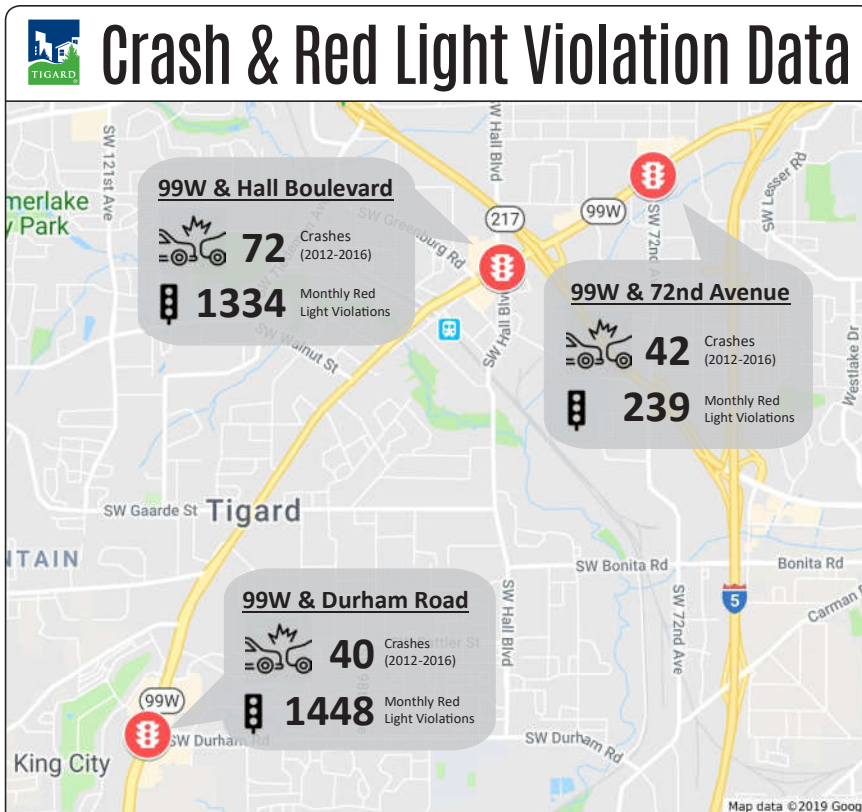 TIGARD
Crash & Red Light Violation Data
SW 121st Ave
W Hall Blvd
SW Lesser Rd
merlake
y Park
99W & Hall Boulevard
72
Crashes
(2012-2016)
1334
Monthly Red
Light Violations
SW Greenburg Rd
SW Walnut St
217
99W
SW 72nd A
SW Hall Blv
99W & 72nd Avenue
42
Crashes
(2012-2016)
239
Monthly Red
Light Violations
Westlake Dr
SW Gaarde St
Tigard
NTAIN
SW Bonita Rd
Bonita Rd
5
Carman
SW Hall Blvd
SW 72nd Ave
99W & Durham Road
40
Crashes
(2012-2016)
1448
Monthly Red
Light Violations
99W
SW Durham Rd
SW Durham Rd
King City
Map data ©2019 Goog